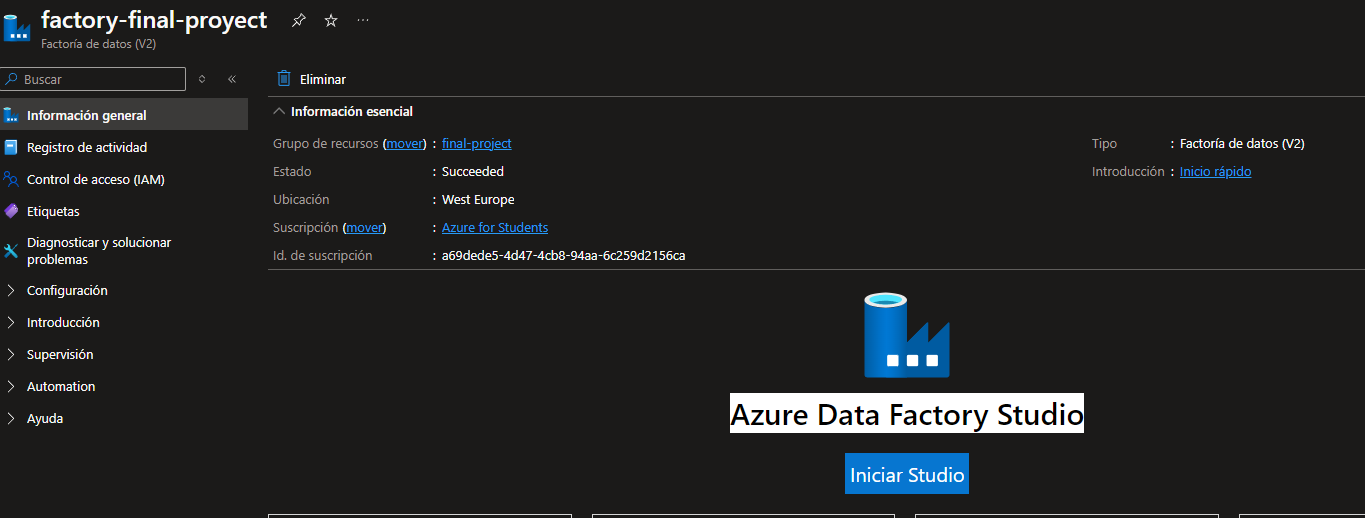 factory-final-proyect
Factoría de datos (V2)
Buscar
Información general
Registro de actividad
Control de acceso (IAM)
Etiquetas
Diagnosticar y solucionar
problemas
Configuración
Introducción
Supervisión
Automation
Ayuda
Eliminar
Información esencial
Grupo de recursos (mover) : final-project
Estado : Succeeded
Ubicación : West Europe
Suscripción (mover) : Azure for Students
Id. de suscripción : a69dede5-4d47-4cb8-94aa-6c259d2156ca
Tipo : Factoría de datos (V2)
Introducción : Inicio rápido
Azure Data Factory Studio
Iniciar Studio